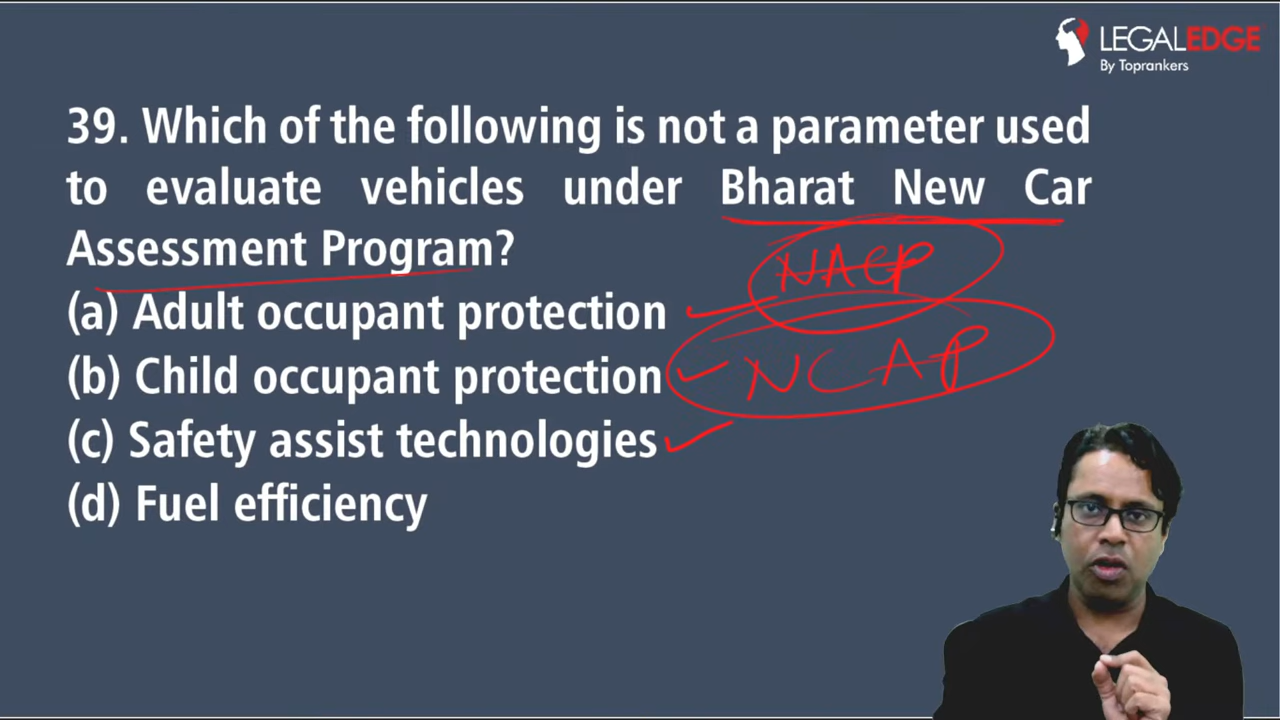 LEGALEDGE
By Toprankers
39. Which of the following is not a parameter used
to evaluate vehicles under Bharat New Car
Assessment Program?
NACP
(a) Adult occupant protection
(b) Child occupant protection
NCAP
(c) Safety assist technologies
(d) Fuel efficiency